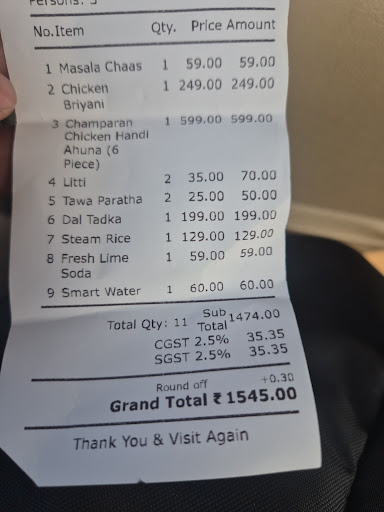 Persons: 3
No.Item Qty. Price Amount
1 Masala Chaas 1 59.00 59.00
2 Chicken 1 249.00 249.00
Briyani
3 Champaran 1 599.00 599.00
Chicken Handi
Ahuna (6
Piece)
4 Litti 2 35.00 70.00
5 Tawa Paratha 2 25.00 50.00
6 Dal Tadka 1 199.00 199.00
7 Steam Rice 1 129.00 129.00
8 Fresh Lime 1 59.00 59.00
Soda
9 Smart Water 1 60.00 60.00
Total Qty: 11 Sub 1474.00
Total
CGST 2.5% 35.35
SGST 2.5% 35.35
Round off +0.30
Grand Total ₹ 1545.00
Thank You & Visit Again